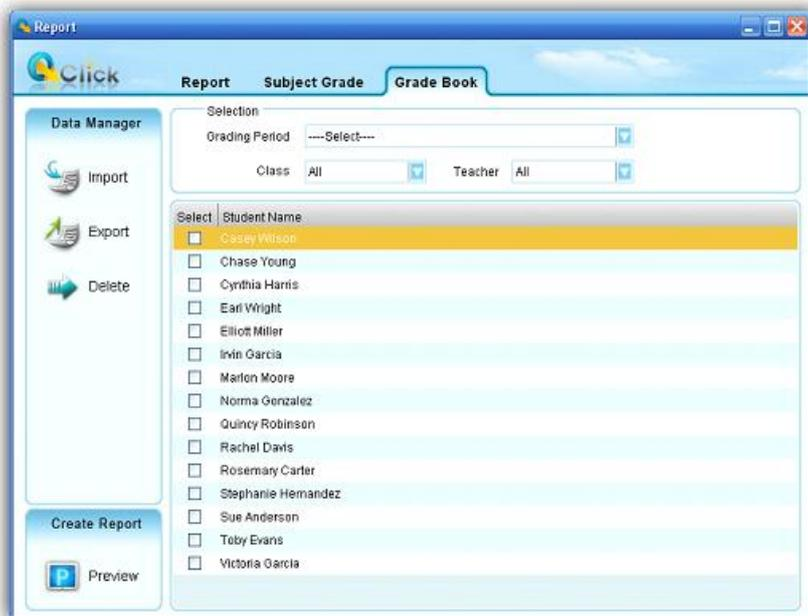 Report
QClick
Report Subject Grade Grade Book
Data Manager
Import
Export
Delete
Create Report
P
Preview
Selection
Grading Period ----Select----
Class All Teacher All
Select Student Name
Casey Wilson
Chase Young
Cynthia Harris
Earl Wright
Elliott Miller
Irvin Garcia
Marlon Moore
Norma Gonzalez
Quincy Robinson
Rachel Davis
Rosemary Carter
Stephanie Hernandez
Sue Anderson
Toby Evans
Victoria Garcia